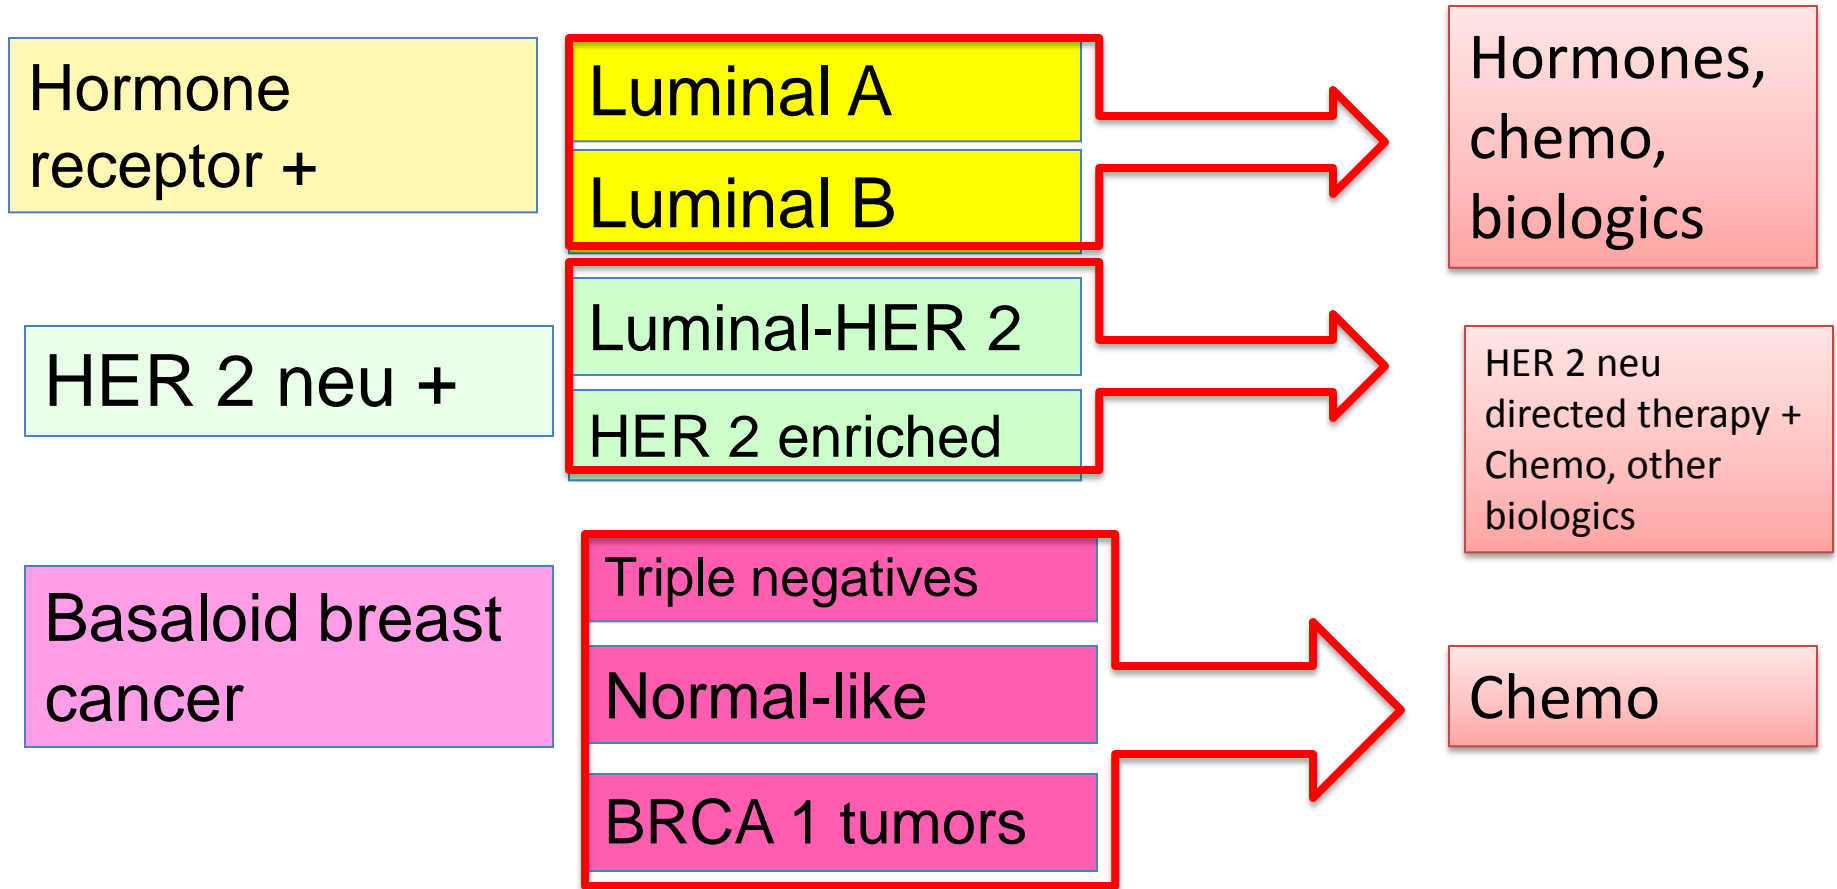 Hormone
receptor +
Luminal A
Luminal B
Hormones,
chemo,
biologics
HER 2 neu +
Luminal-HER 2
HER 2 enriched
HER 2 neu
directed therapy +
Chemo, other
biologics
Basaloid breast
cancer
Triple negatives
Normal-like
BRCA 1 tumors
Chemo